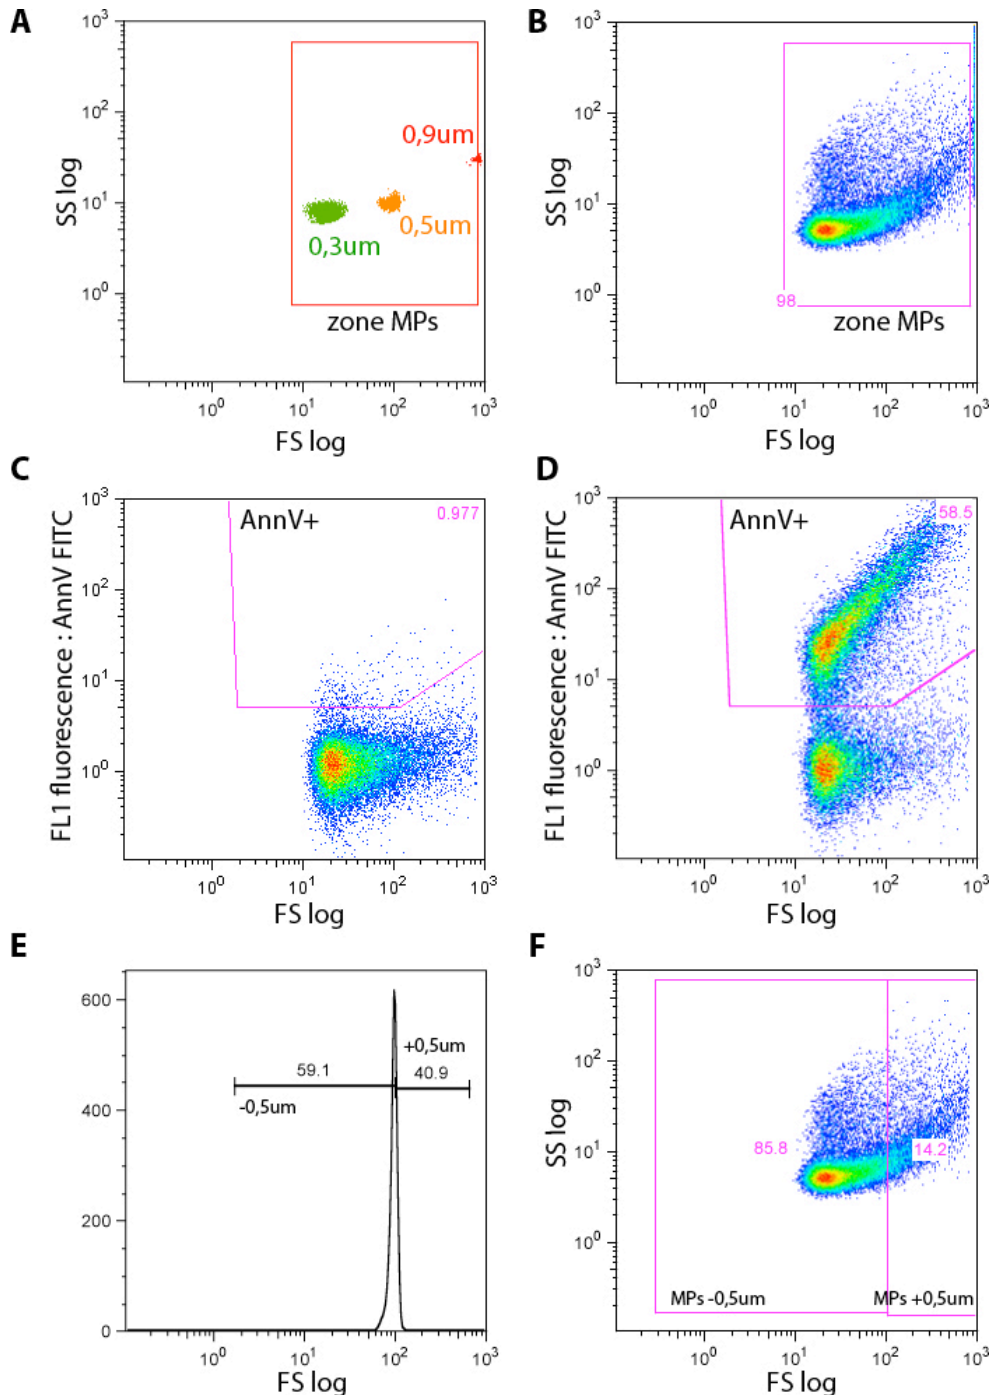 A
SS log
10³
10²
10¹
10⁰
0,9um
0,5um
0,3um
zone MPs
10⁰ 10¹ 10² 10³
FS log
B
SS log
10³
10²
10¹
10⁰
98
zone MPs
10⁰ 10¹ 10² 10³
FS log
C
FL1 fluorescence : AnnV FITC
10³
10²
10¹
10⁰
AnnV+
0.977
10⁰ 10¹ 10² 10³
FS log
D
FL1 fluorescence : AnnV FITC
10³
10²
10¹
10⁰
AnnV+
58.5
10⁰ 10¹ 10² 10³
FS log
E
600
400
200
0
+0,5um
59.1
40.9
-0,5um
10⁰ 10¹ 10² 10³
FS log
F
SS log
10³
10²
10¹
10⁰
85.8
14.2
MPs -0,5um
MPs +0,5um
10⁰ 10¹ 10² 10³
FS log